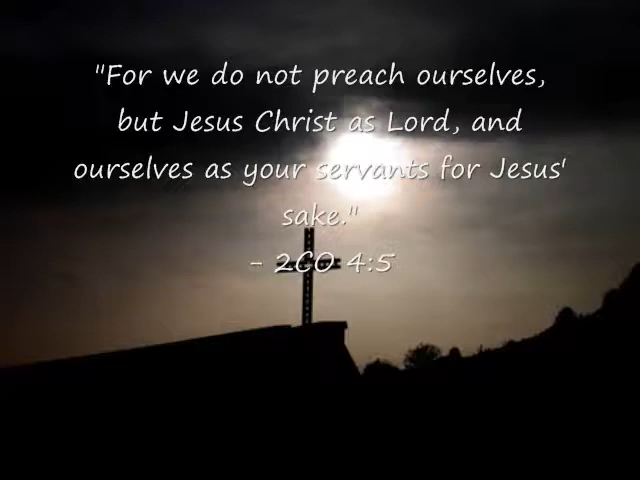 "For we do not preach ourselves,
but Jesus Christ as Lord, and
ourselves as your servants for Jesus'
sake."
- 2CO 4:5